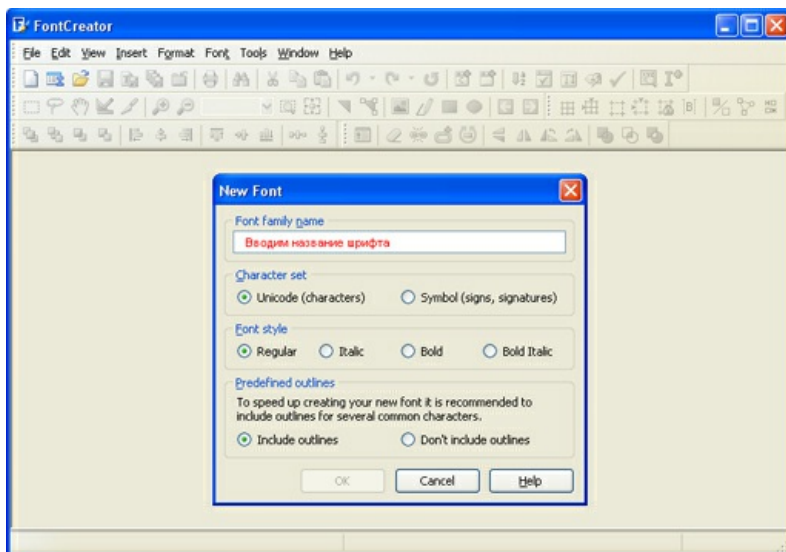 FontCreator
File Edit View Insert Format Font Tools Window Help
New Font
Font family name
Вводим название шрифта
Character set
Unicode (characters) Symbol (signs, signatures)
Font style
Regular Italic Bold Bold Italic
Predefined outlines
To speed up creating your new font it is recommended to
include outlines for several common characters.
Include outlines Don't include outlines
OK Cancel Help